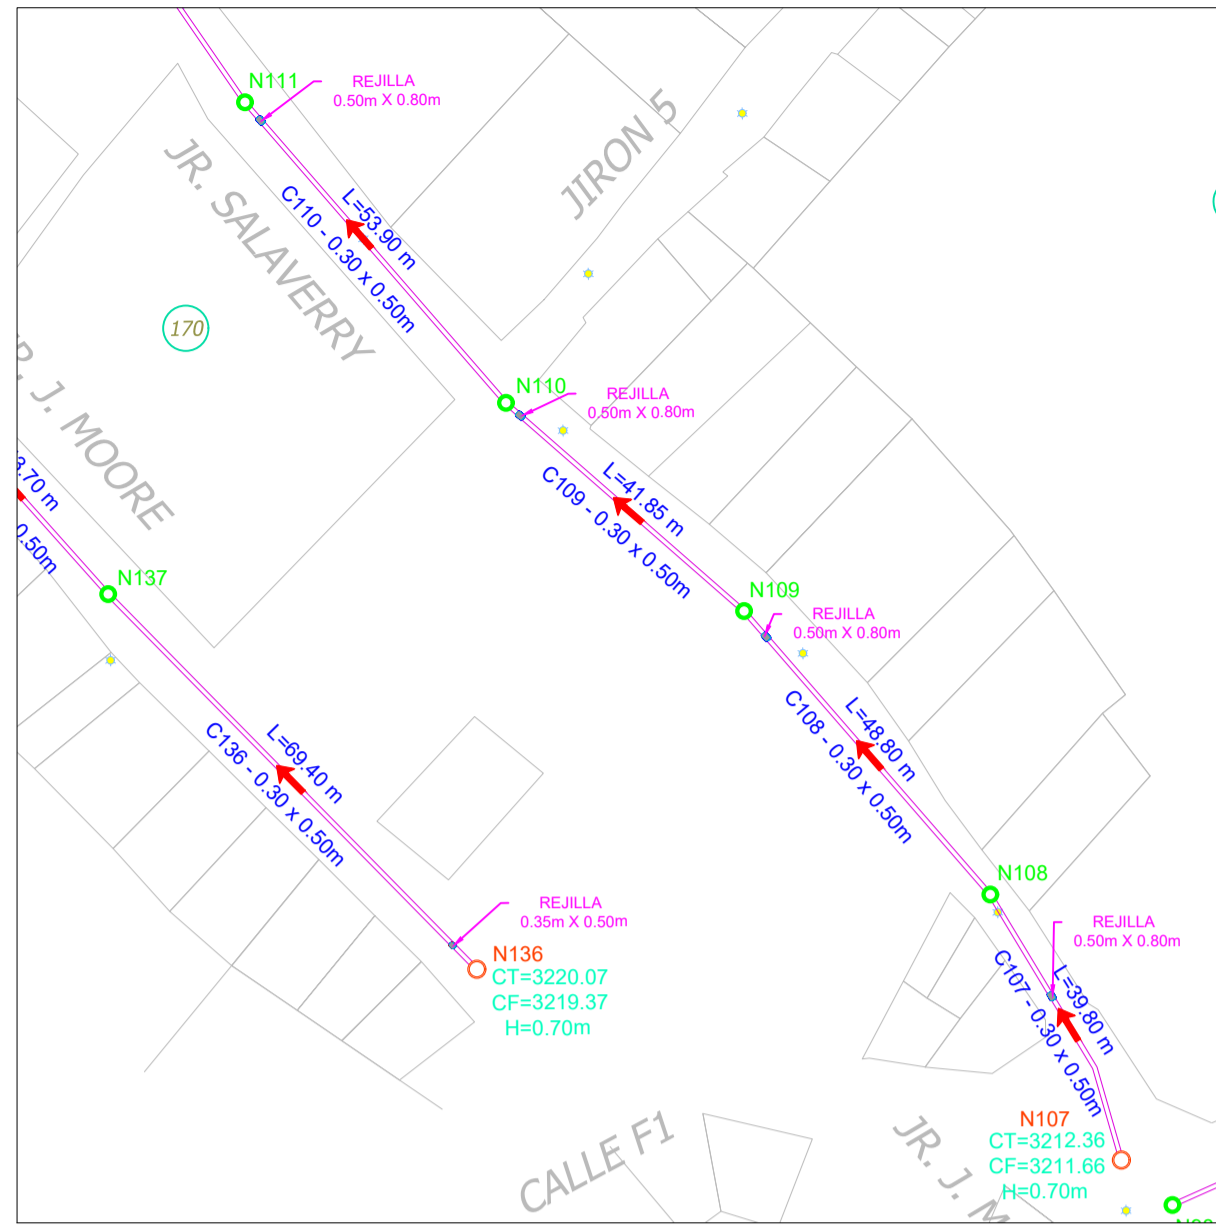 N111
REJILLA
0.50m X 0.80m
JIRON 5
JR. SALAVERRY
L=53.90 m
C110 - 0.30 x 0.50m
170
R. J. MOORE
N110
REJILLA
0.50m X 0.80m
L=41.85 m
C109 - 0.30 x 0.50m
3.70 m
0.50m
N137
N109
REJILLA
0.50m X 0.80m
L=48.80 m
C108 - 0.30 x 0.50m
L=69.40 m
C136 - 0.30 x 0.50m
N108
REJILLA
0.35m X 0.50m
REJILLA
0.50m X 0.80m
N136
CT=3220.07
CF=3219.37
H=0.70m
L=39.80 m
C107 - 0.30 x 0.50m
N107
CT=3212.36
CF=3211.66
H=0.70m
CALLE F1
JR. J. M